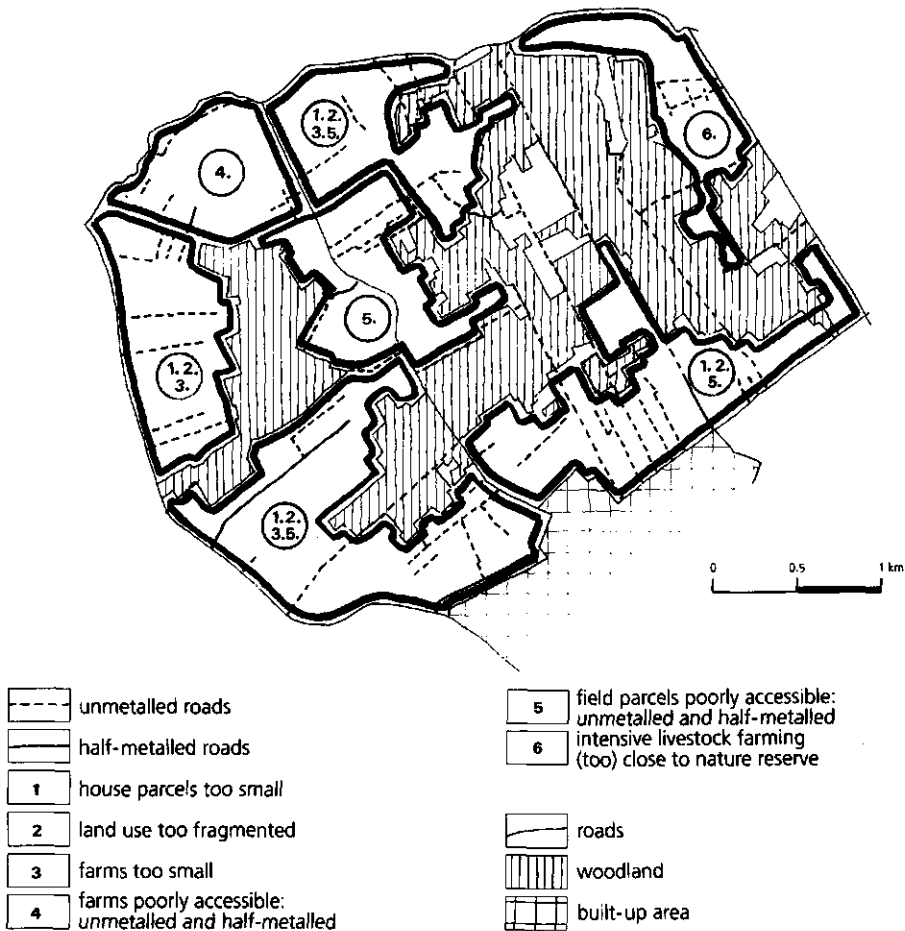 1. 2.
3.5.
6.
4.
5.
1. 2.
3.
1. 2.
5.
1. 2.
3.5.
0 0.5 1 km
unmetalled roads
half-metalled roads
1 house parcels too small
2 land use too fragmented
3 farms too small
4 farms poorly accessible:
unmetalled and half-metalled
5 field parcels poorly accessible:
unmetalled and half-metalled
6 intensive livestock farming
(too) close to nature reserve
roads
woodland
built-up area